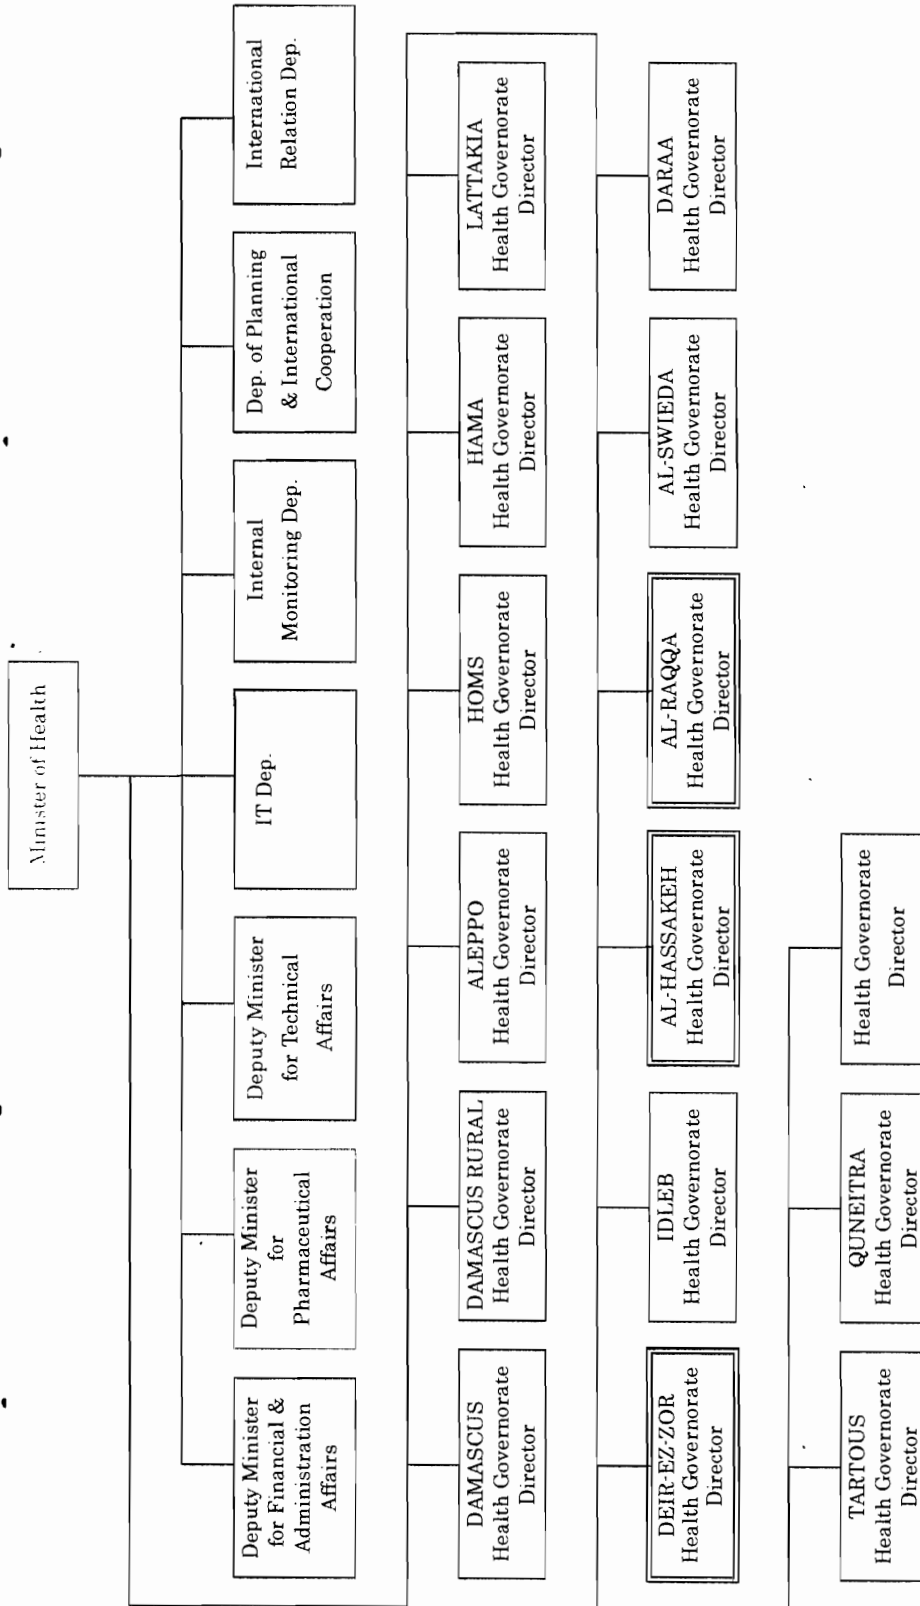 Minister of Health
Deputy Minister
for Financial &
Administration
Affairs
Deputy Minister
for
Pharmaceutical
Affairs
Deputy Minister
for Technical
Affairs
IT Dep.
Internal
Monitoring Dep.
Dep. of Planning
& International
Cooperation
International
Relation Dep.
DAMASCUS
Health Governorate
Director
DAMASCUS RURAL
Health Governorate
Director
ALEPPO
Health Governorate
Director
HOMS
Health Governorate
Director
HAMA
Health Governorate
Director
LATTAKIA
Health Governorate
Director
DEIR-EZ-ZOR
Health Governorate
Director
IDLEB
Health Governorate
Director
AL-HASSAKEH
Health Governorate
Director
AL-RAQQA
Health Governorate
Director
AL-SWIEDA
Health Governorate
Director
DARAA
Health Governorate
Director
TARTOUS
Health Governorate
Director
QUNEITRA
Health Governorate
Director
Health Governorate
Director